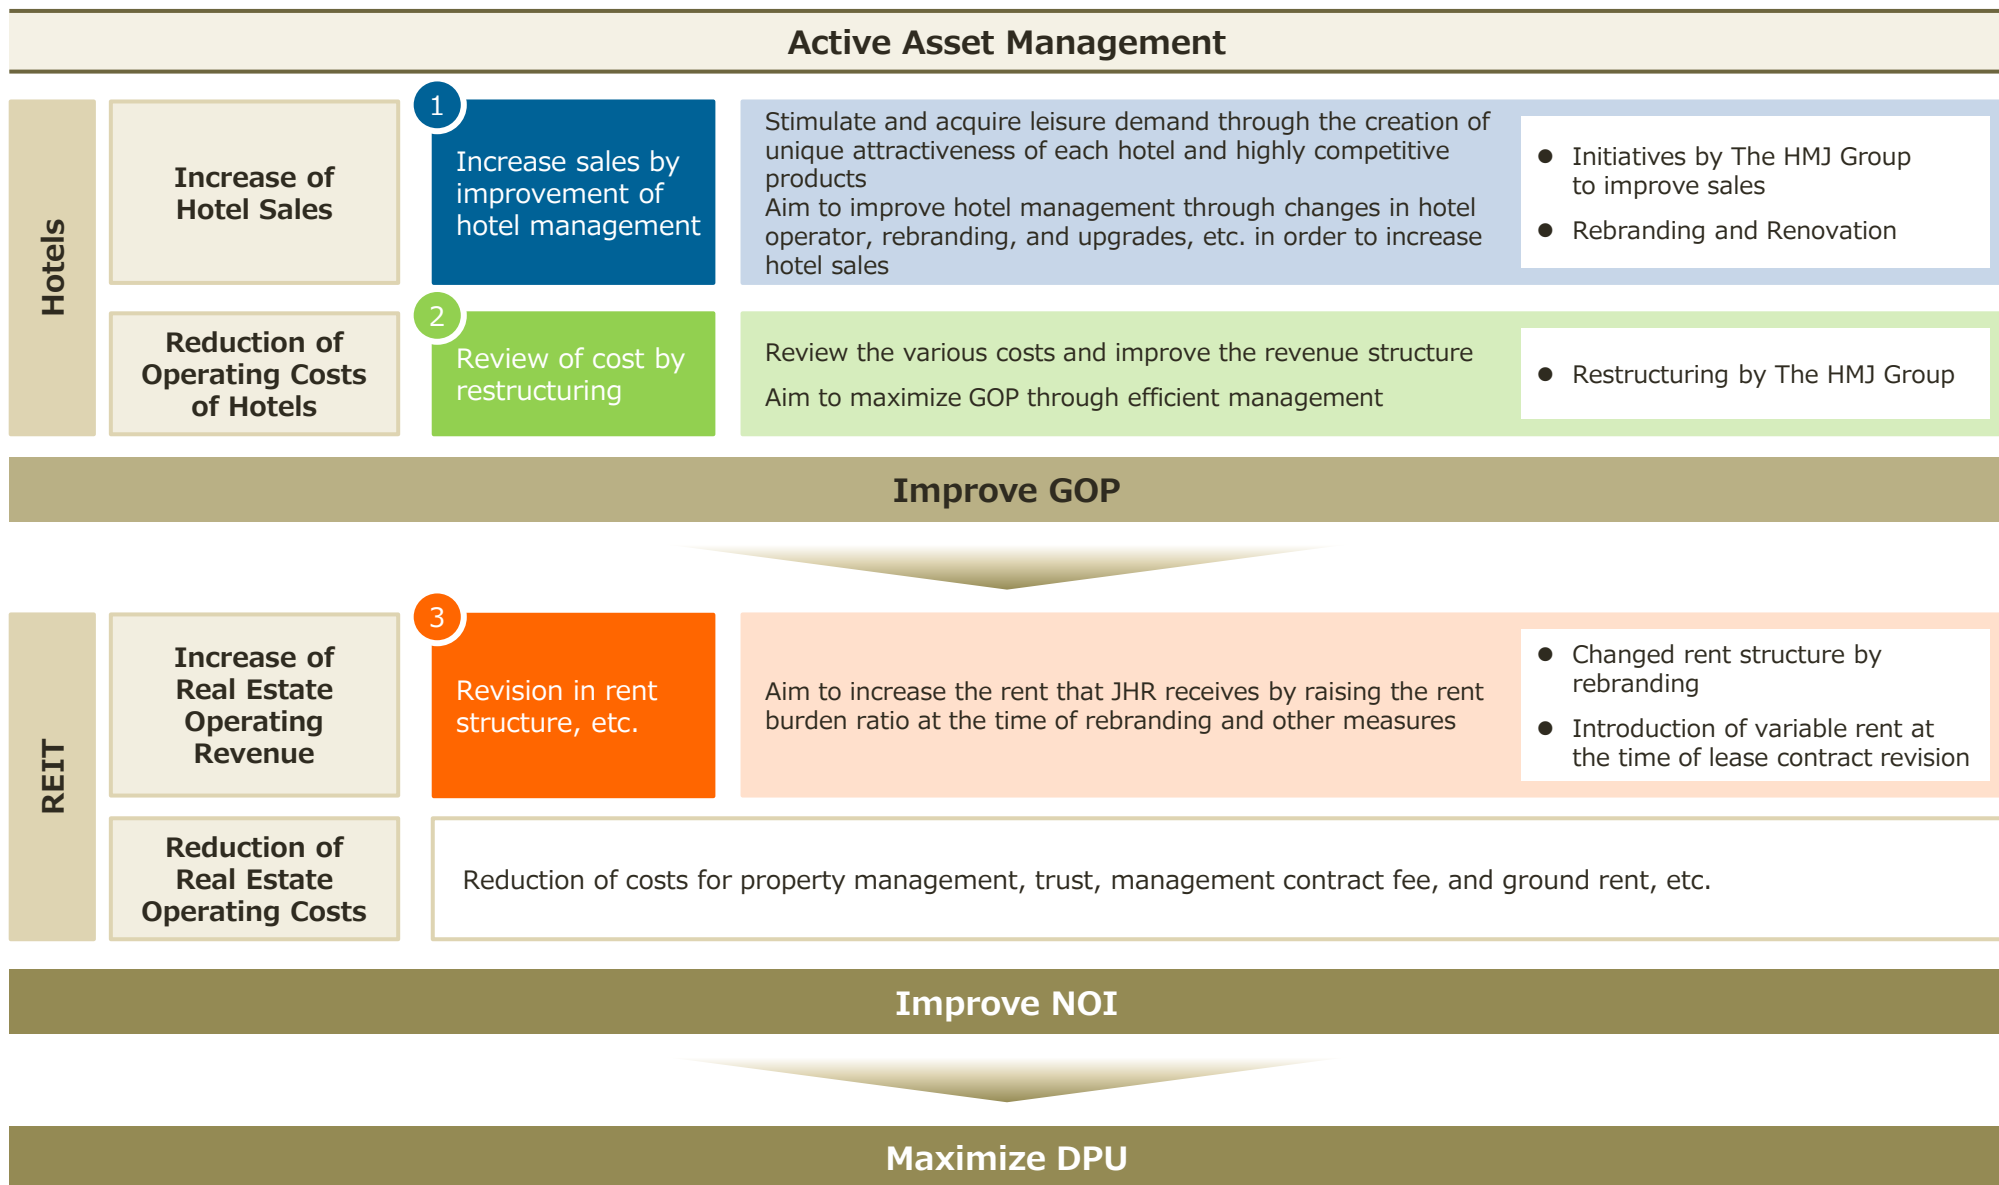 Active Asset Management
Hotels
Increase of
Hotel Sales
1
Increase sales by
improvement of
hotel management
Stimulate and acquire leisure demand through the creation of
unique attractiveness of each hotel and highly competitive
products
Aim to improve hotel management through changes in hotel
operator, rebranding, and upgrades, etc. in order to increase
hotel sales
● Initiatives by The HMJ Group
to improve sales
● Rebranding and Renovation
Reduction of
Operating Costs
of Hotels
2
Review of cost by
restructuring
Review the various costs and improve the revenue structure
Aim to maximize GOP through efficient management
● Restructuring by The HMJ Group
Improve GOP
REIT
Increase of
Real Estate
Operating
Revenue
3
Revision in rent
structure, etc.
Aim to increase the rent that JHR receives by raising the rent
burden ratio at the time of rebranding and other measures
● Changed rent structure by
rebranding
● Introduction of variable rent at
the time of lease contract revision
Reduction of
Real Estate
Operating Costs
Reduction of costs for property management, trust, management contract fee, and ground rent, etc.
Improve NOI
Maximize DPU